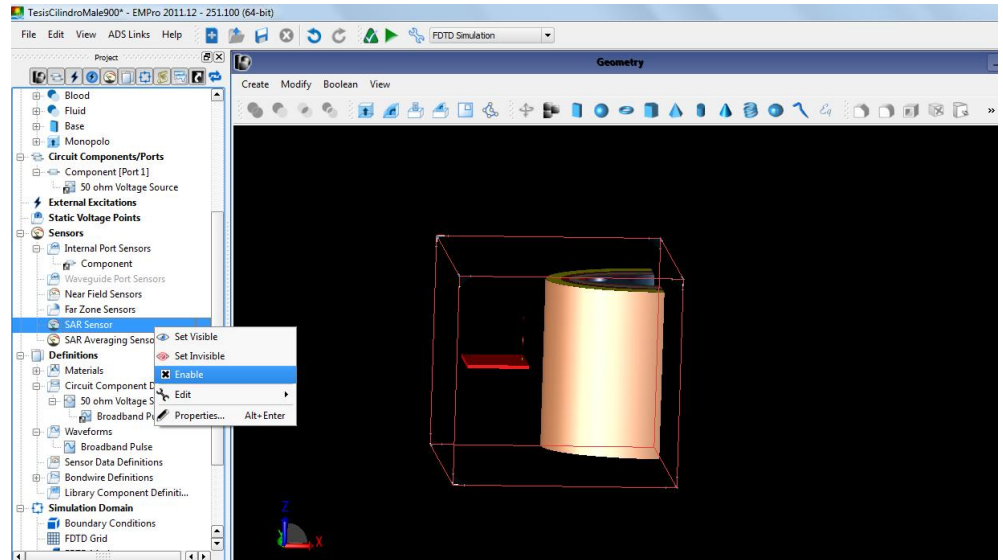 TesisCilindroMale900* - EMPro 2011.12 - 251.100 (64-bit)
File Edit View ADS Links Help
FDTD Simulation
Project
Geometry
Create Modify Boolean View
Blood
Fluid
Base
Monopolo
Circuit Components/Ports
Component [Port 1]
50 ohm Voltage Source
External Excitations
Static Voltage Points
Sensors
Internal Port Sensors
Component
Waveguide Port Sensors
Near Field Sensors
Far Zone Sensors
SAR Sensor
SAR Averaging Senso
Definitions
Materials
Circuit Component D
50 ohm Voltage S
Broadband Pu
Waveforms
Broadband Pulse
Sensor Data Definitions
Bondwire Definitions
Library Component Definiti...
Simulation Domain
Boundary Conditions
FDTD Grid
Set Visible
Set Invisible
Enable
Edit
Properties... Alt+Enter
Z
X